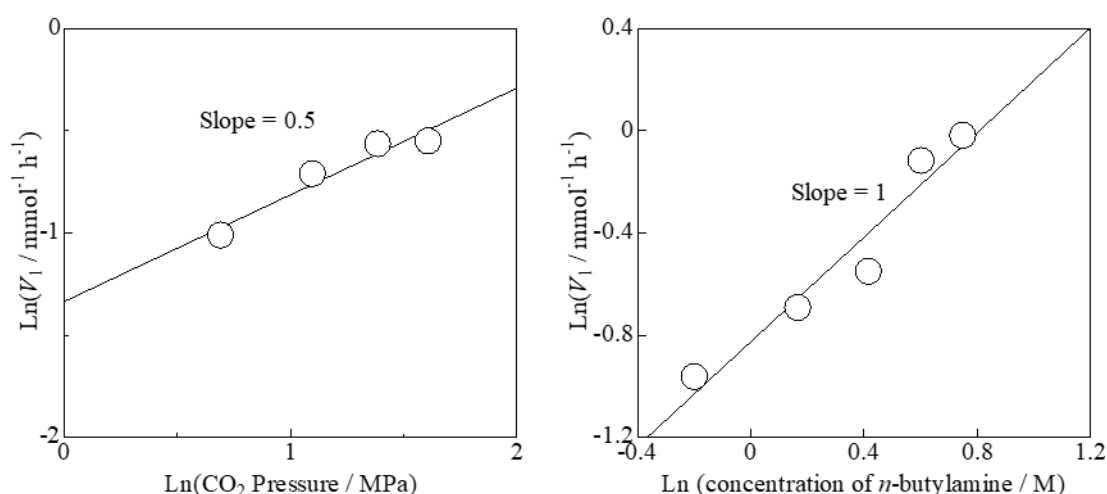 0
-1
-2
Ln(V₁ / mmol⁻¹ h⁻¹)
Slope = 0.5
0
1
2
Ln(CO₂ Pressure / MPa)
0.4
0
-0.4
-0.8
-1.2
Ln(V₁ / mmol⁻¹ h⁻¹)
Slope = 1
-0.4
0
0.4
0.8
1.2
Ln (concentration of n-butylamine / M)